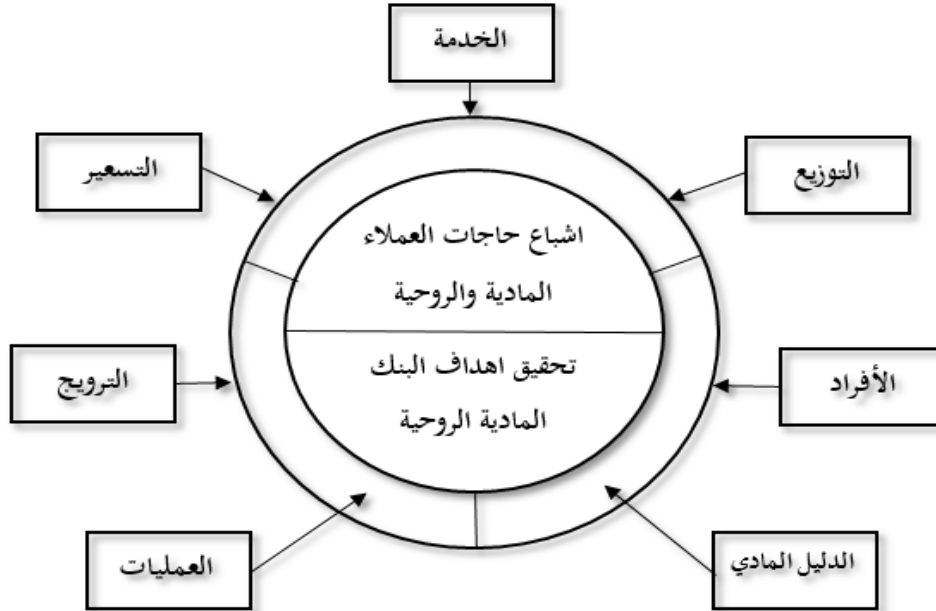 الخدمة
التوزيع
التسعير
اشباع حاجات العملاء
المادية والروحية
تحقيق اهداف البنك
المادية الروحية
الأفراد
الترويج
الدليل المادي
العمليات